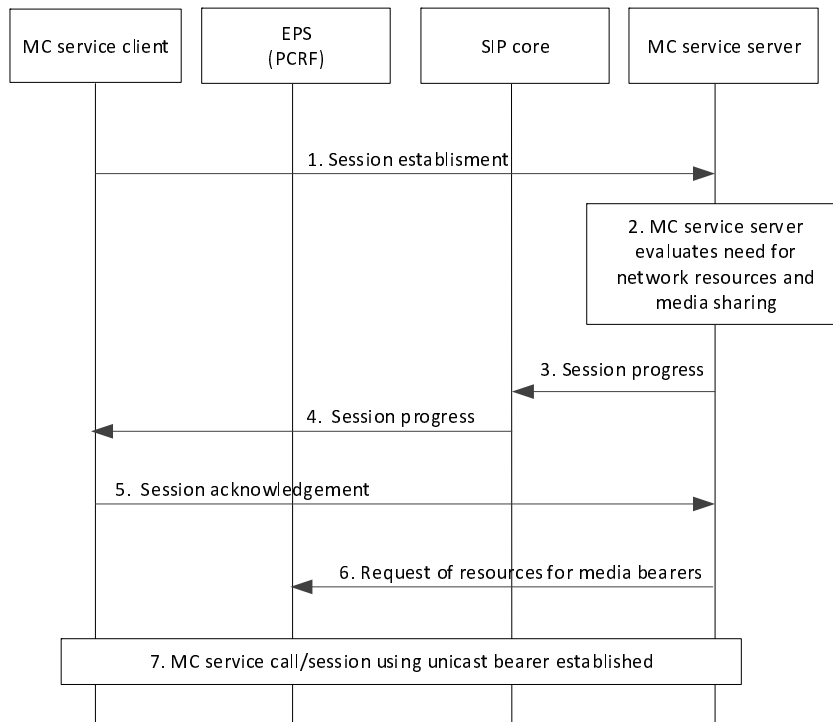 MC service client
EPS
(PCRF)
SIP core
MC service server
1. Session establisment
2. MC service server
evaluates need for
network resources and
media sharing
3. Session progress
4. Session progress
5. Session acknowledgement
6. Request of resources for media bearers
7. MC service call/session using unicast bearer established